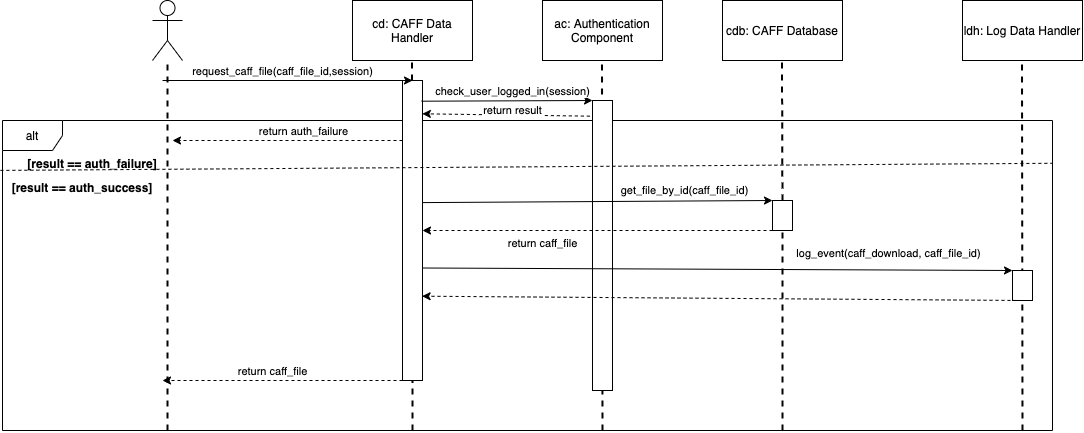 cd: CAFF Data
Handler
ac: Authentication
Component
cdb: CAFF Database
ldh: Log Data Handler
request_caff_file(caff_file_id,session)
check_user_logged_in(session)
return result
alt
return auth_failure
[result == auth_failure]
[result == auth_success]
get_file_by_id(caff_file_id)
return caff_file
log_event(caff_download, caff_file_id)
return caff_file